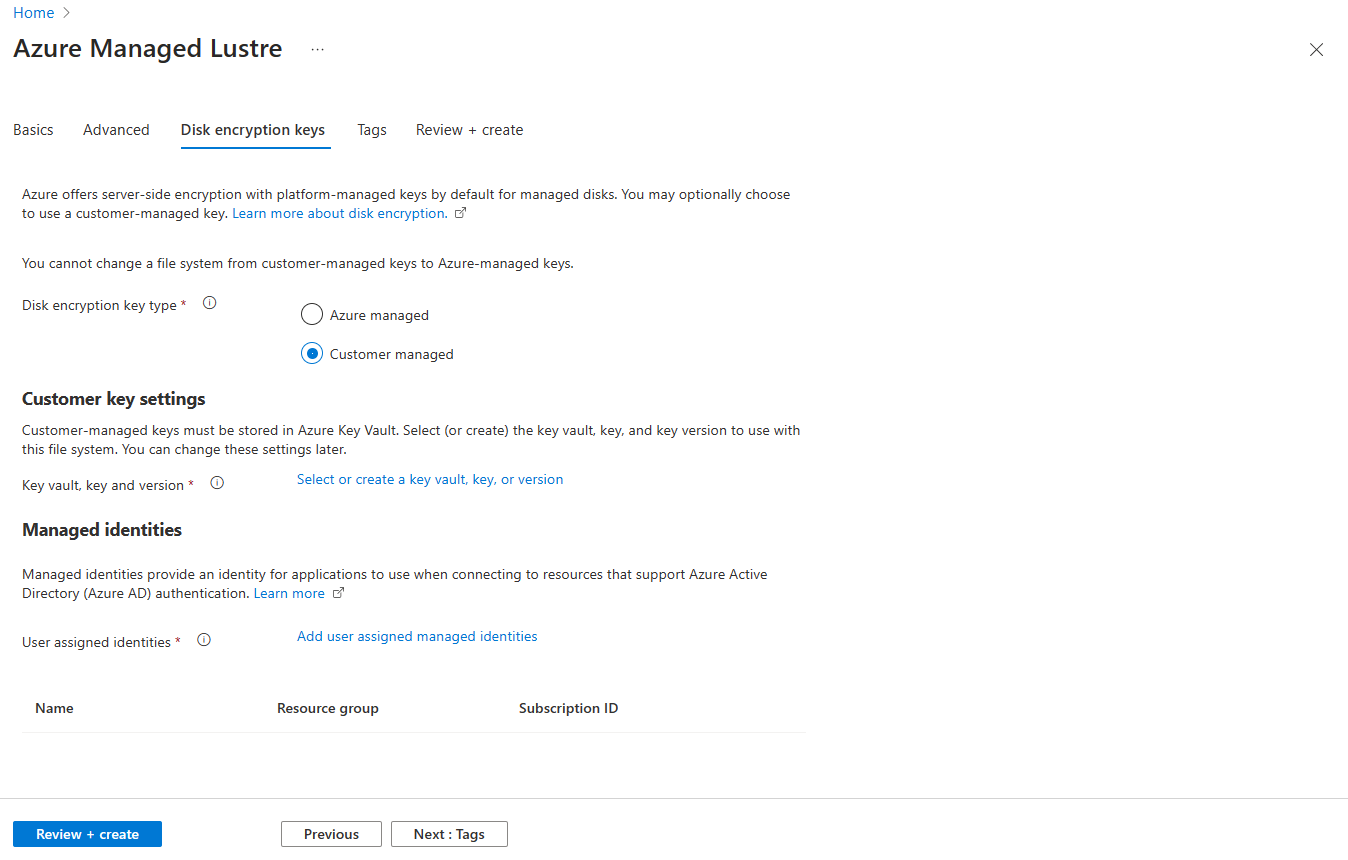 Home
Azure Managed Lustre ...
Basics Advanced Disk encryption keys Tags Review + create
Azure offers server-side encryption with platform-managed keys by default for managed disks. You may optionally choose
to use a customer-managed key. Learn more about disk encryption.
You cannot change a file system from customer-managed keys to Azure-managed keys.
Disk encryption key type *
Azure managed
Customer managed
Customer key settings
Customer-managed keys must be stored in Azure Key Vault. Select (or create) the key vault, key, and key version to use with
this file system. You can change these settings later.
Key vault, key and version * Select or create a key vault, key, or version
Managed identities
Managed identities provide an identity for applications to use when connecting to resources that support Azure Active
Directory (Azure AD) authentication. Learn more
User assigned identities * Add user assigned managed identities
Name Resource group Subscription ID
Review + create Previous Next : Tags